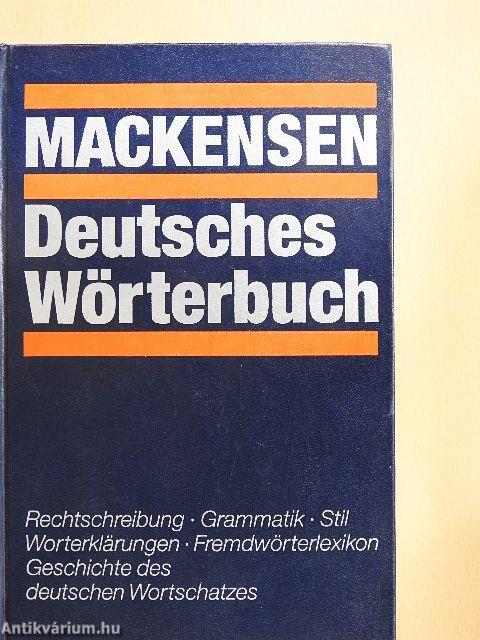 MACKENSEN
Deutsches
Wörterbuch
Rechtschreibung · Grammatik · Stil
Worterklärungen · Fremdwörterlexikon
Geschichte des
deutschen Wortschatzes
Antikvárium.hu